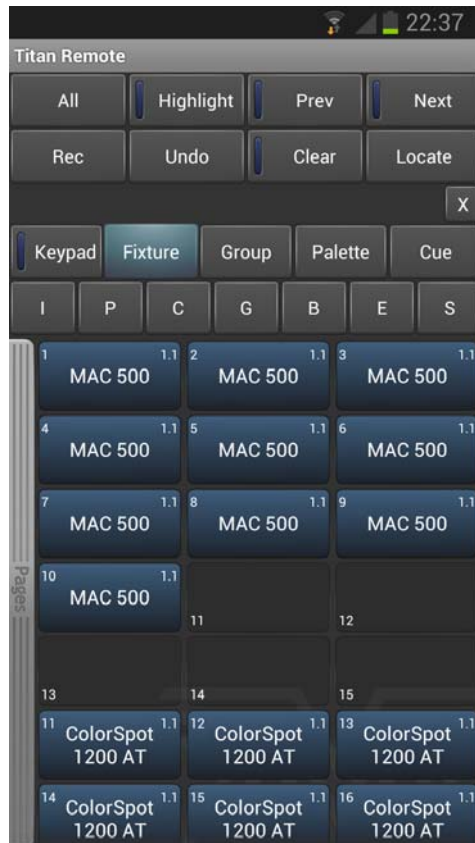 22:37
Titan Remote
All Highlight Prev Next
Rec Undo Clear Locate
X
Keypad Fixture Group Palette Cue
I P C G B E S
1 1.1 2 1.1 3 1.1
MAC 500 MAC 500 MAC 500
4 1.1 5 1.1 6 1.1
MAC 500 MAC 500 MAC 500
7 1.1 8 1.1 9 1.1
MAC 500 MAC 500 MAC 500
Pages
10 1.1
MAC 500
11 12
13 14 15
11 1.1 12 1.1 13 1.1
ColorSpot ColorSpot ColorSpot
1200 AT 1200 AT 1200 AT
14 1.1 15 1.1 16 1.1
ColorSpot ColorSpot ColorSpot
1200 AT 1200 AT 1200 AT